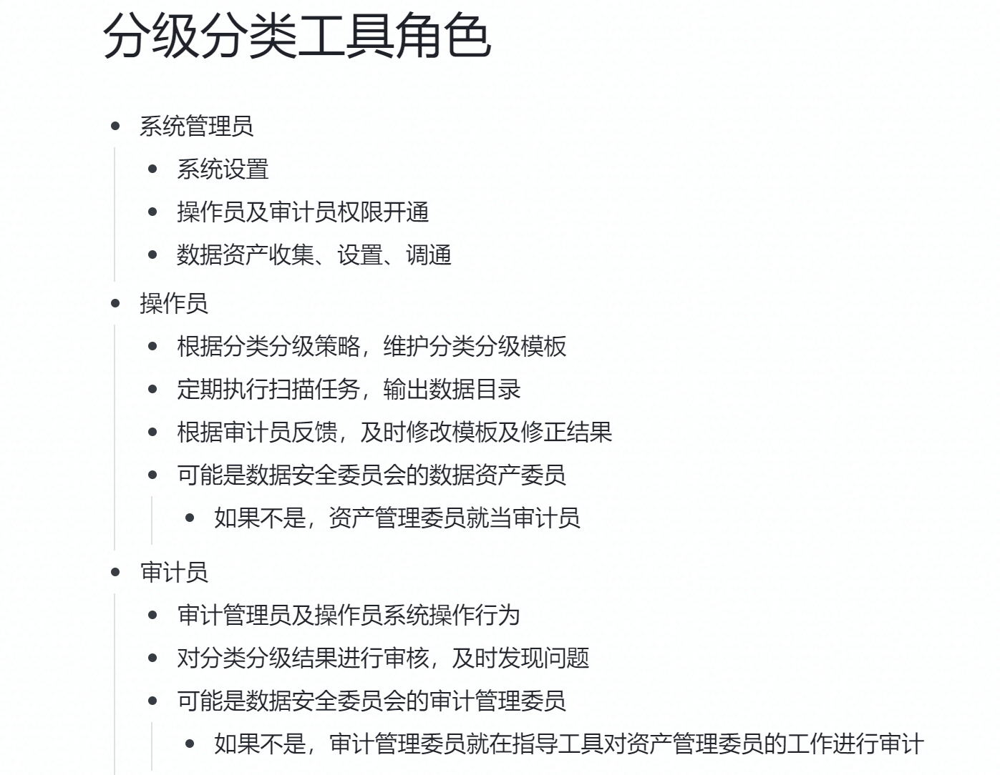 分级分类工具角色
系统管理员
系统设置
操作员及审计员权限开通
数据资产收集、设置、调通
操作员
根据分类分级策略，维护分类分级模板
定期执行扫描任务，输出数据目录
根据审计员反馈，及时修改模板及修正结果
可能是数据安全委员会的数据资产委员
如果不是，资产管理委员就当审计员
审计员
审计管理员及操作员系统操作行为
对分类分级结果进行审核，及时发现问题
可能是数据安全委员会的审计管理委员
如果不是，审计管理委员就在指导工具对资产管理委员的工作进行审计